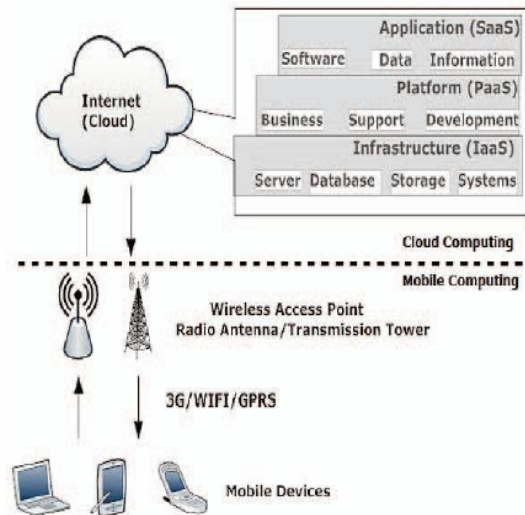 Application (SaaS)
Software Data Information
Internet
(Cloud)
Platform (PaaS)
Business Support Development
Infrastructure (IaaS)
Server Database Storage Systems
Cloud Computing
Mobile Computing
Wireless Access Point
Radio Antenna/Transmission Tower
3G/WIFI/GPRS
Mobile Devices